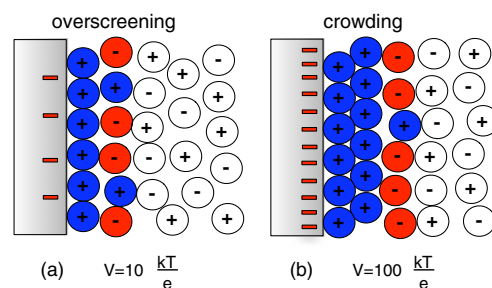 overscreening
crowding
(a) V=10 kT/e
(b) V=100 kT/e